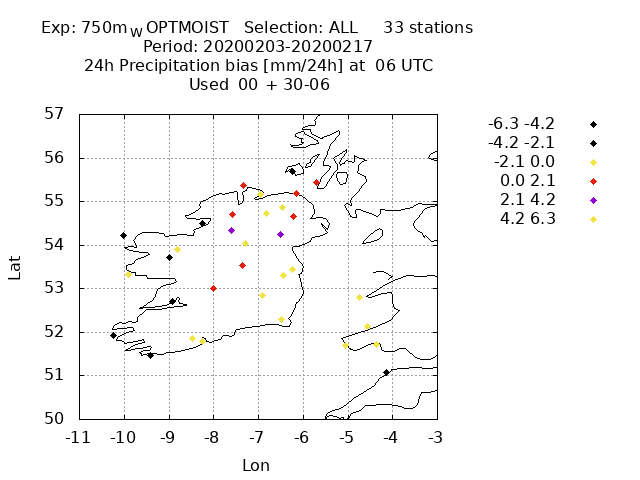 Exp: 750m_W OPTMOIST Selection: ALL 33 stations
Period: 20200203-20200217
24h Precipitation bias [mm/24h] at 06 UTC
Used 00 + 30-06
-6.3 -4.2
-4.2 -2.1
-2.1 0.0
0.0 2.1
2.1 4.2
4.2 6.3
57
56
55
54
53
52
51
50
Lat
-11 -10 -9 -8 -7 -6 -5 -4 -3
Lon